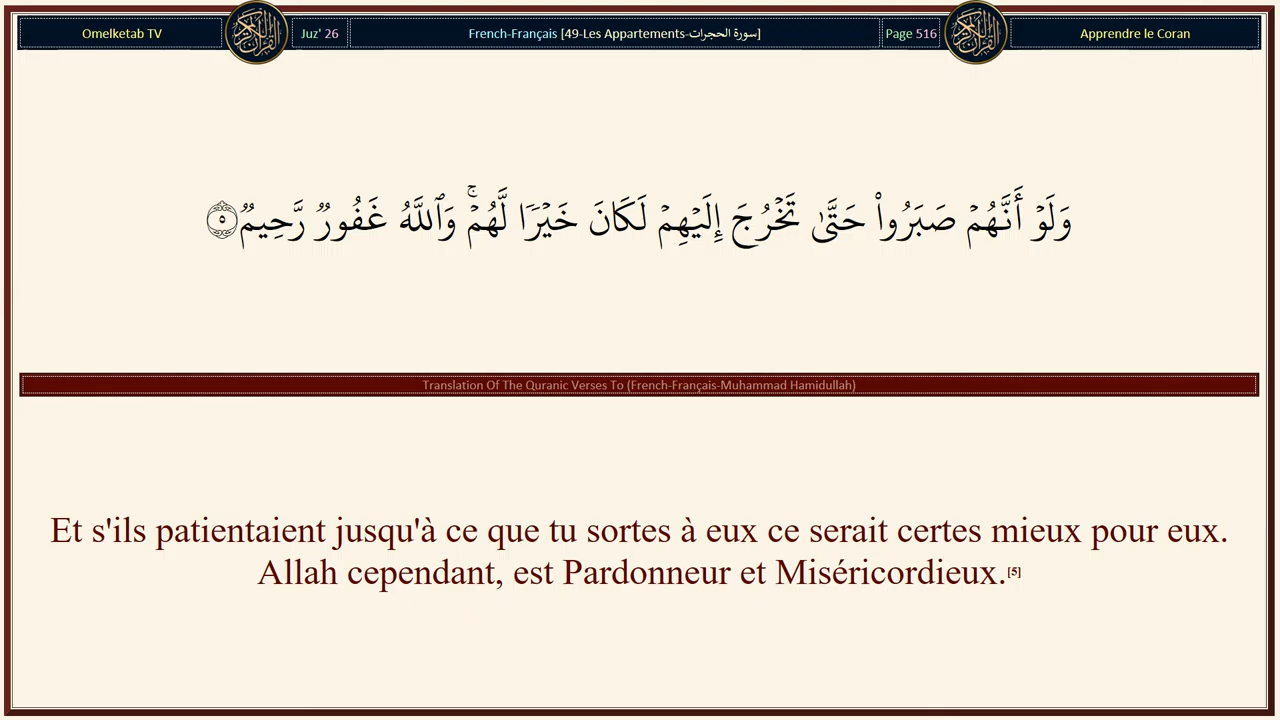 Omelketab TV
Juz' 26
French-Français [49-Les Appartements-سورة الحجرات]
Page 516
Apprendre le Coran
وَلَوۡ أَنَّهُمۡ صَبَرُواْ حَتَّىٰ تَخۡرُجَ إِلَيۡهِمۡ لَكَانَ خَيۡرٗا لَّهُمۡۚ وَٱللَّهُ غَفُورٞ رَّحِيمٞ ٥
Translation Of The Quranic Verses To (French-Français-Muhammad Hamidullah)
Et s'ils patientaient jusqu'à ce que tu sortes à eux ce serait certes mieux pour eux.
Allah cependant, est Pardonneur et Miséricordieux.[5]